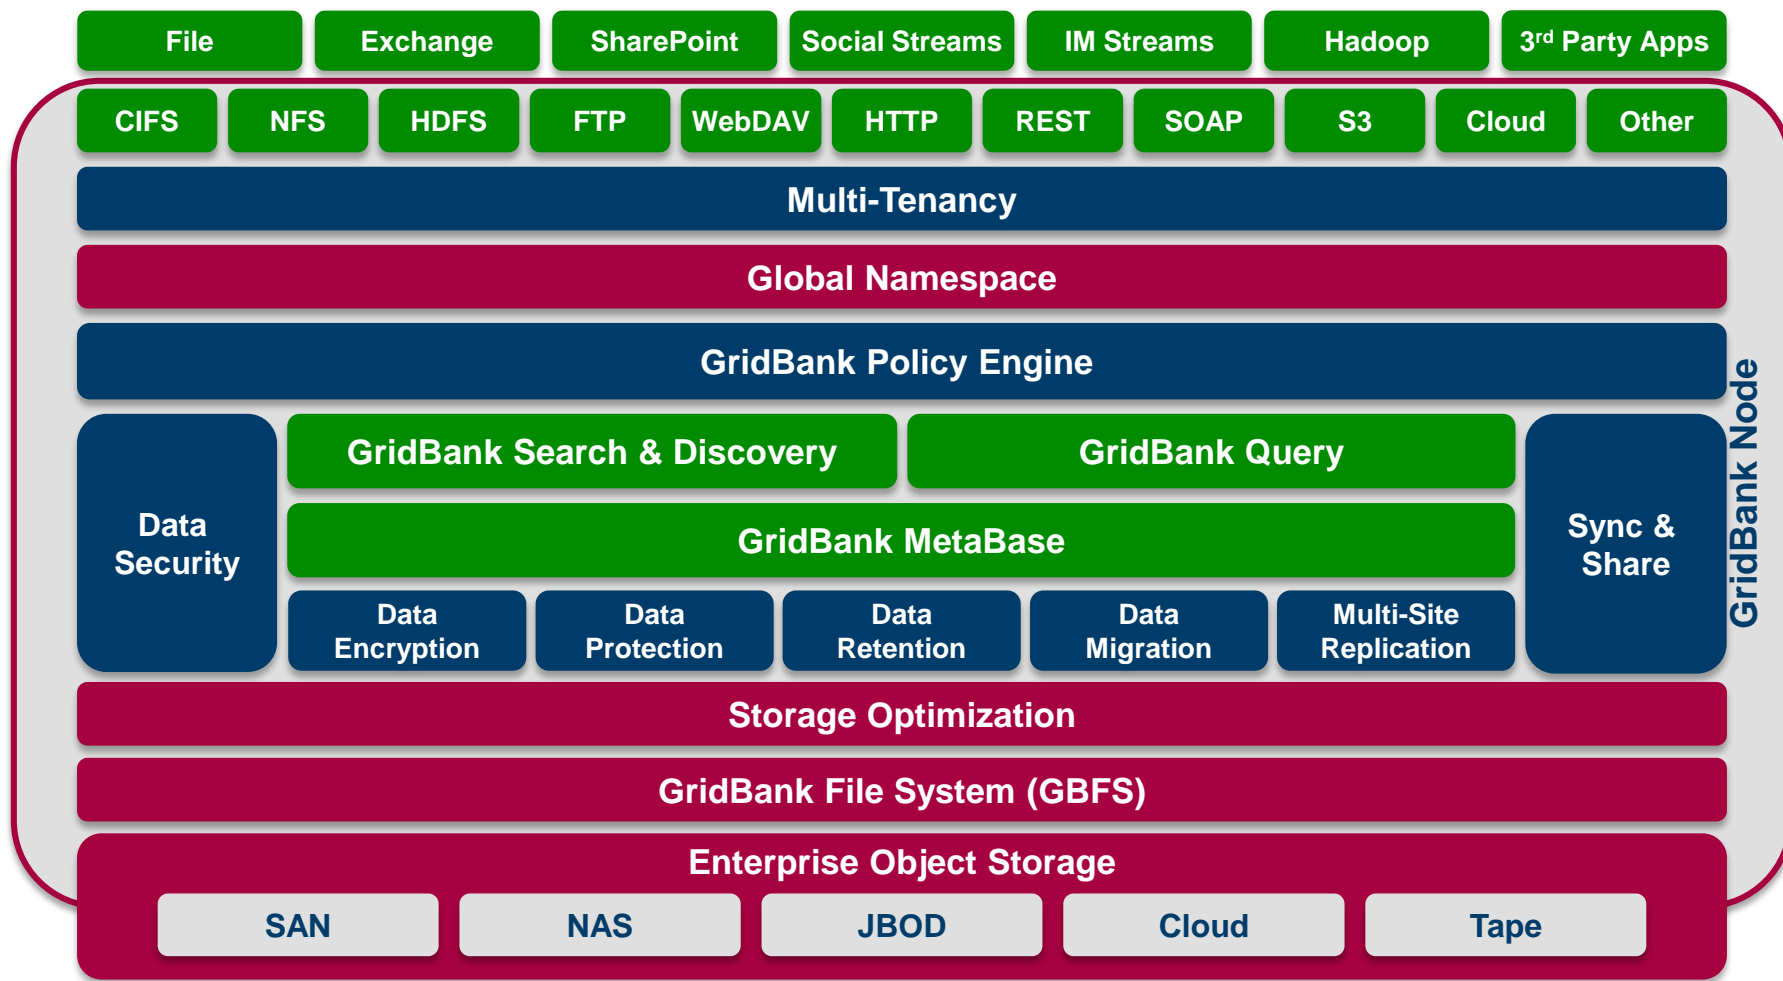 File
Exchange
SharePoint
Social Streams
IM Streams
Hadoop
3rd Party Apps
CIFS
NFS
HDFS
FTP
WebDAV
HTTP
REST
SOAP
S3
Cloud
Other
Multi-Tenancy
Global Namespace
GridBank Policy Engine
Data
Security
GridBank Search & Discovery
GridBank Query
GridBank MetaBase
Data
Encryption
Data
Protection
Data
Retention
Data
Migration
Multi-Site
Replication
Sync &
Share
GridBank Node
Storage Optimization
GridBank File System (GBFS)
Enterprise Object Storage
SAN
NAS
JBOD
Cloud
Tape